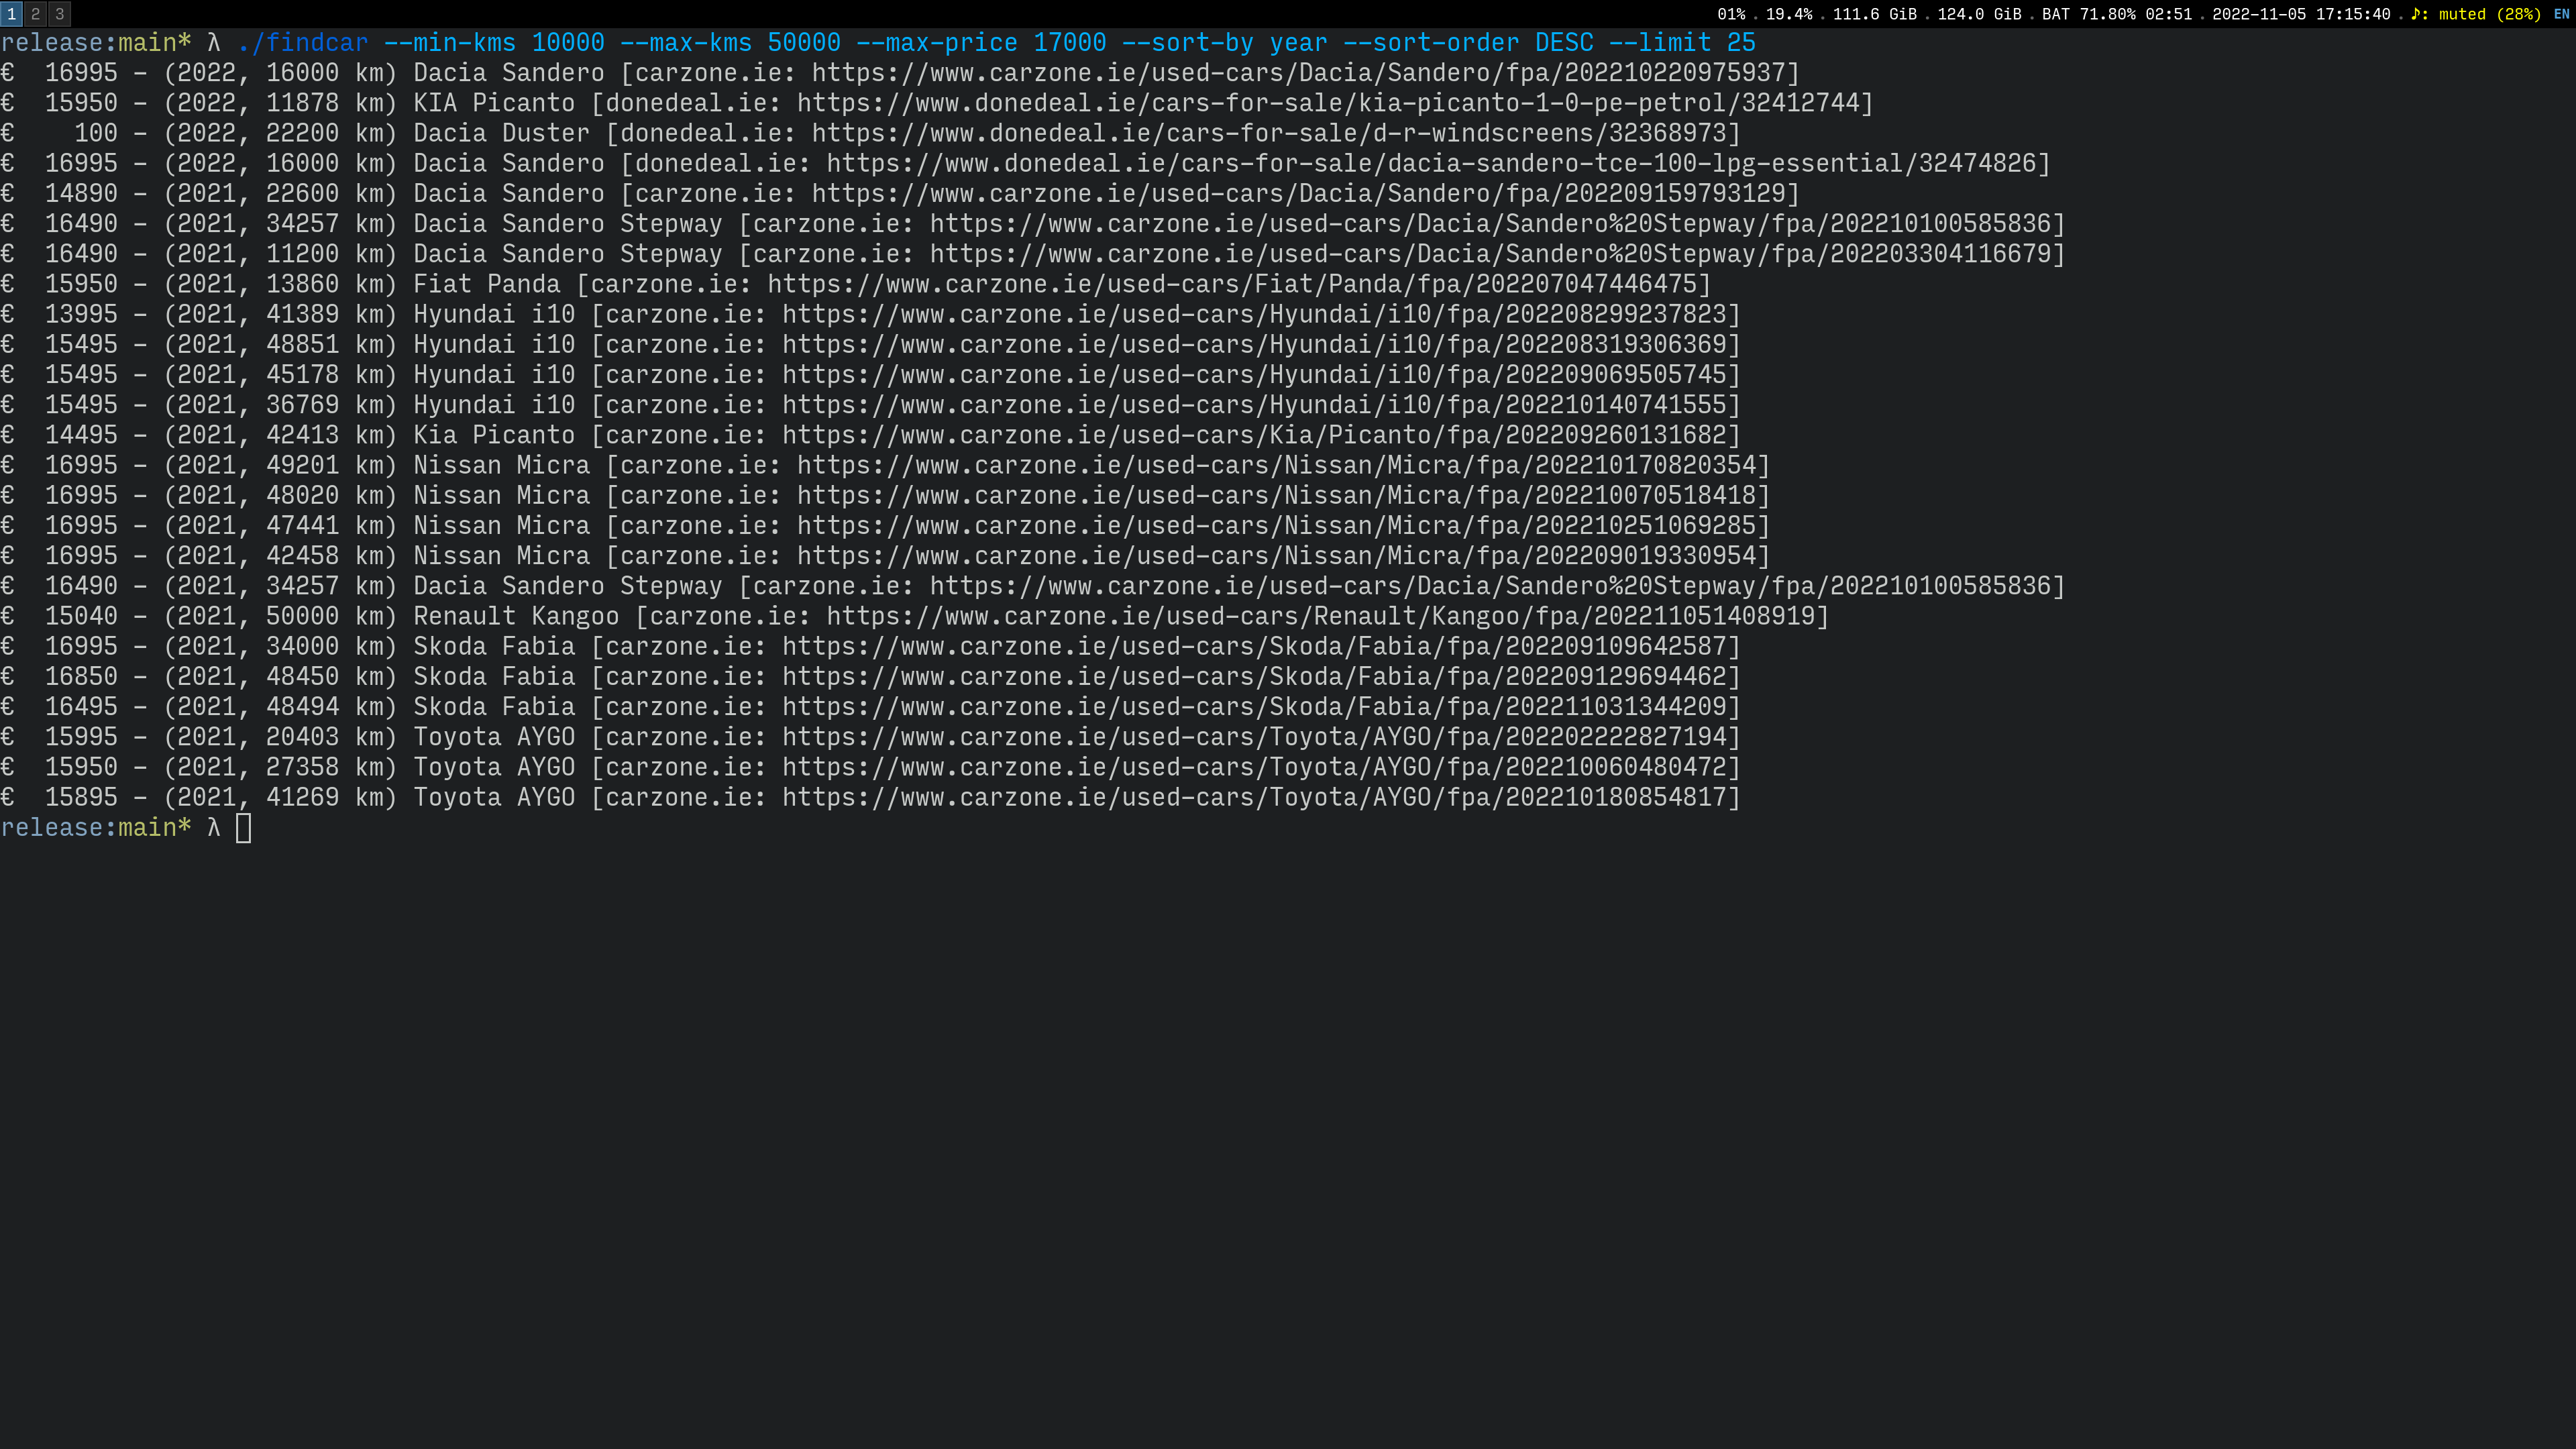 1 2 3 01% . 19.4% . 111.6 GiB . 124.0 GiB . BAT 71.80% 02:51 . 2022-11-05 17:15:40 . ♪: muted (28%) EN
release:main* λ ./findcar --min-kms 10000 --max-kms 50000 --max-price 17000 --sort-by year --sort-order DESC --limit 25
€  16995 - (2022, 16000 km) Dacia Sandero [carzone.ie: https://www.carzone.ie/used-cars/Dacia/Sandero/fpa/202210220975937]
€  15950 - (2022, 11878 km) KIA Picanto [donedeal.ie: https://www.donedeal.ie/cars-for-sale/kia-picanto-1-0-pe-petrol/32412744]
€    100 - (2022, 22200 km) Dacia Duster [donedeal.ie: https://www.donedeal.ie/cars-for-sale/d-r-windscreens/32368973]
€  16995 - (2022, 16000 km) Dacia Sandero [donedeal.ie: https://www.donedeal.ie/cars-for-sale/dacia-sandero-tce-100-lpg-essential/32474826]
€  14890 - (2021, 22600 km) Dacia Sandero [carzone.ie: https://www.carzone.ie/used-cars/Dacia/Sandero/fpa/202209159793129]
€  16490 - (2021, 34257 km) Dacia Sandero Stepway [carzone.ie: https://www.carzone.ie/used-cars/Dacia/Sandero%20Stepway/fpa/202210100585836]
€  16490 - (2021, 11200 km) Dacia Sandero Stepway [carzone.ie: https://www.carzone.ie/used-cars/Dacia/Sandero%20Stepway/fpa/202203304116679]
€  15950 - (2021, 13860 km) Fiat Panda [carzone.ie: https://www.carzone.ie/used-cars/Fiat/Panda/fpa/202207047446475]
€  13995 - (2021, 41389 km) Hyundai i10 [carzone.ie: https://www.carzone.ie/used-cars/Hyundai/i10/fpa/202208299237823]
€  15495 - (2021, 48851 km) Hyundai i10 [carzone.ie: https://www.carzone.ie/used-cars/Hyundai/i10/fpa/202208319306369]
€  15495 - (2021, 45178 km) Hyundai i10 [carzone.ie: https://www.carzone.ie/used-cars/Hyundai/i10/fpa/202209069505745]
€  15495 - (2021, 36769 km) Hyundai i10 [carzone.ie: https://www.carzone.ie/used-cars/Hyundai/i10/fpa/202210140741555]
€  14495 - (2021, 42413 km) Kia Picanto [carzone.ie: https://www.carzone.ie/used-cars/Kia/Picanto/fpa/202209260131682]
€  16995 - (2021, 49201 km) Nissan Micra [carzone.ie: https://www.carzone.ie/used-cars/Nissan/Micra/fpa/202210170820354]
€  16995 - (2021, 48020 km) Nissan Micra [carzone.ie: https://www.carzone.ie/used-cars/Nissan/Micra/fpa/202210070518418]
€  16995 - (2021, 47441 km) Nissan Micra [carzone.ie: https://www.carzone.ie/used-cars/Nissan/Micra/fpa/202210251069285]
€  16995 - (2021, 42458 km) Nissan Micra [carzone.ie: https://www.carzone.ie/used-cars/Nissan/Micra/fpa/202209019330954]
€  16490 - (2021, 34257 km) Dacia Sandero Stepway [carzone.ie: https://www.carzone.ie/used-cars/Dacia/Sandero%20Stepway/fpa/202210100585836]
€  15040 - (2021, 50000 km) Renault Kangoo [carzone.ie: https://www.carzone.ie/used-cars/Renault/Kangoo/fpa/202211051408919]
€  16995 - (2021, 34000 km) Skoda Fabia [carzone.ie: https://www.carzone.ie/used-cars/Skoda/Fabia/fpa/202209109642587]
€  16850 - (2021, 48450 km) Skoda Fabia [carzone.ie: https://www.carzone.ie/used-cars/Skoda/Fabia/fpa/202209129694462]
€  16495 - (2021, 48494 km) Skoda Fabia [carzone.ie: https://www.carzone.ie/used-cars/Skoda/Fabia/fpa/202211031344209]
€  15995 - (2021, 20403 km) Toyota AYGO [carzone.ie: https://www.carzone.ie/used-cars/Toyota/AYGO/fpa/202202222827194]
€  15950 - (2021, 27358 km) Toyota AYGO [carzone.ie: https://www.carzone.ie/used-cars/Toyota/AYGO/fpa/202210060480472]
€  15895 - (2021, 41269 km) Toyota AYGO [carzone.ie: https://www.carzone.ie/used-cars/Toyota/AYGO/fpa/202210180854817]
release:main* λ